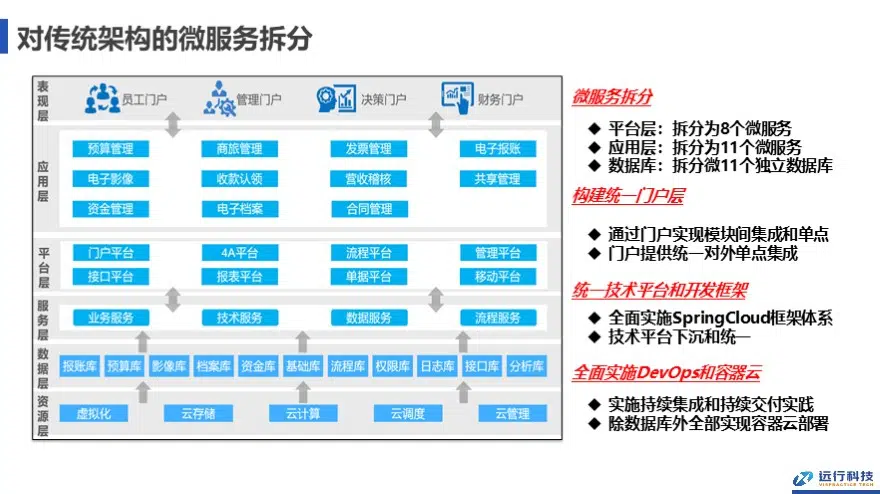 对传统架构的微服务拆分
表现层
员工门户 管理门户 决策门户 财务门户
应用层
预算管理 商旅管理 发票管理 电子报账
电子影像 收款认领 营收稽核 共享管理
资金管理 电子档案 合同管理
平台层
门户平台 4A平台 流程平台 管理平台
接口平台 报表平台 单据平台 移动平台
服务层
业务服务 技术服务 数据服务 流程服务
数据层
报账库 预算库 影像库 档案库 资金库 基础库 流程库 权限库 日志库 接口库 分析库
资源层
虚拟化 云存储 云计算 云调度 云管理
微服务拆分
◆ 平台层：拆分为8个微服务
◆ 应用层：拆分为11个微服务
◆ 数据库：拆分微11个独立数据库
构建统一门户层
◆ 通过门户实现模块间集成和单点
◆ 门户提供统一对外单点集成
统一技术平台和开发框架
◆ 全面实施SpringCloud框架体系
◆ 技术平台下沉和统一
全面实施DevOps和容器云
◆ 实施持续集成和持续交付实践
◆ 除数据库外全部实现容器云部署
远行科技
VISPRACTICE TECH